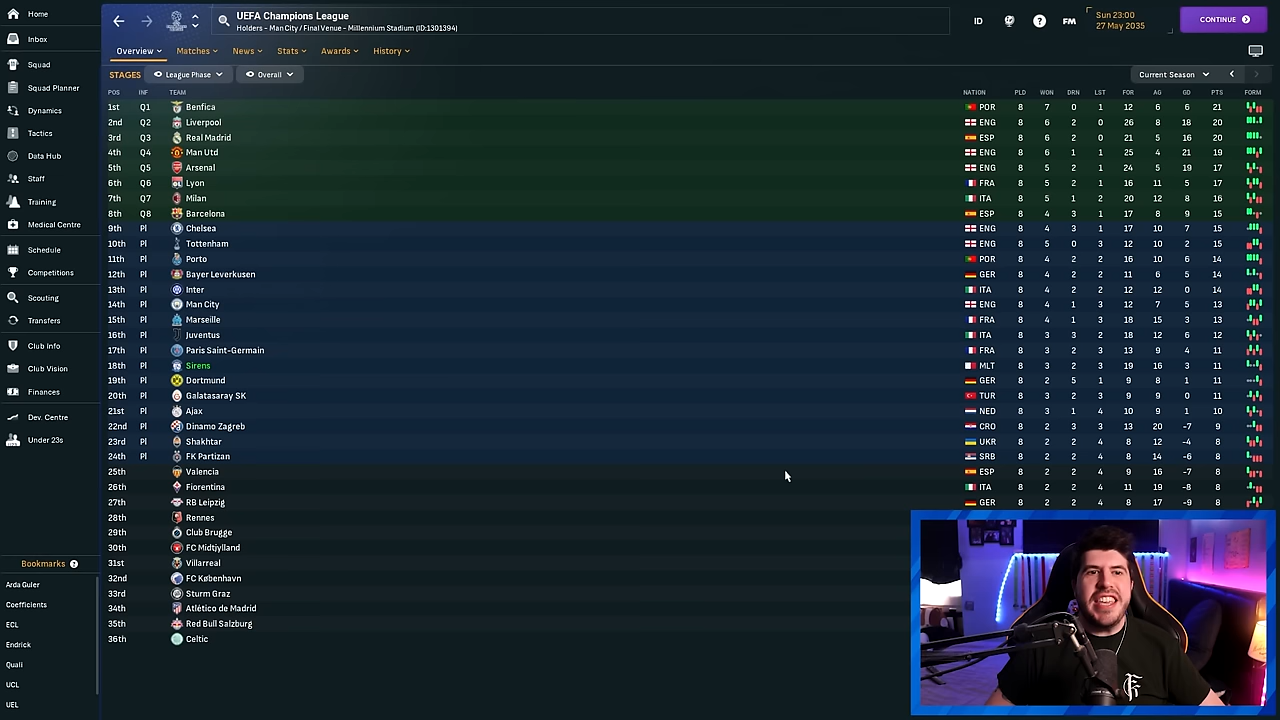 Home
Inbox
Squad
Squad Planner
Dynamics
Tactics
Data Hub
Staff
Training
Medical Centre
Schedule
Competitions
Scouting
Transfers
Club Info
Club Vision
Finances
Dev. Centre
Under 23s
Bookmarks ?
Arda Guler
Coefficients
ECL
Endrick
Quali
UCL
UEL
UEFA Champions League
Holders - Man City / Final Venue - Millennium Stadium (ID:1301394)
ID ? FM
Sun 23:00
27 May 2035
CONTINUE
Overview Matches News Stats Awards History
STAGES League Phase Overall Current Season
POS INF TEAM NATION PLD WON DRN LST FOR AG GD PTS FORM
1st Q1 Benfica POR 8 7 0 1 12 6 6 21
2nd Q2 Liverpool ENG 8 6 2 0 26 8 18 20
3rd Q3 Real Madrid ESP 8 6 2 0 21 5 16 20
4th Q4 Man Utd ENG 8 6 1 1 25 4 21 19
5th Q5 Arsenal ENG 8 5 2 1 24 5 19 17
6th Q6 Lyon FRA 8 5 2 1 16 11 5 17
7th Q7 Milan ITA 8 5 1 2 20 12 8 16
8th Q8 Barcelona ESP 8 4 3 1 17 8 9 15
9th Pl Chelsea ENG 8 4 3 1 17 10 7 15
10th Pl Tottenham ENG 8 5 0 3 12 10 2 15
11th Pl Porto POR 8 4 2 2 16 10 6 14
12th Pl Bayer Leverkusen GER 8 4 2 2 11 6 5 14
13th Pl Inter ITA 8 4 2 2 12 12 0 14
14th Pl Man City ENG 8 4 1 3 12 7 5 13
15th Pl Marseille FRA 8 4 1 3 18 15 3 13
16th Pl Juventus ITA 8 3 3 2 18 12 6 12
17th Pl Paris Saint-Germain FRA 8 3 2 3 13 9 4 11
18th Pl Sirens MLT 8 3 2 3 19 16 3 11
19th Pl Dortmund GER 8 2 5 1 9 8 1 11
20th Pl Galatasaray SK TUR 8 3 2 3 9 9 0 11
21st Pl Ajax NED 8 3 1 4 10 9 1 10
22nd Pl Dinamo Zagreb CRO 8 2 3 3 13 20 -7 9
23rd Pl Shakhtar UKR 8 2 2 4 8 12 -4 8
24th Pl FK Partizan SRB 8 2 2 4 8 14 -6 8
25th Valencia ESP 8 2 2 4 9 16 -7 8
26th Fiorentina ITA 8 2 2 4 11 19 -8 8
27th RB Leipzig GER 8 2 2 4 8 17 -9 8
28th Rennes
29th Club Brugge
30th FC Midtjylland
31st Villarreal
32nd FC København
33rd Sturm Graz
34th Atlético de Madrid
35th Red Bull Salzburg
36th Celtic